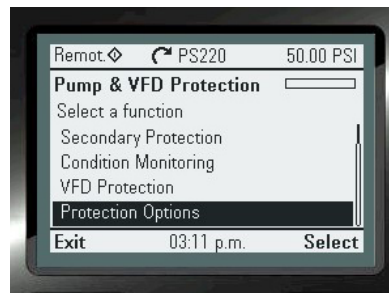 Remot. PS220 50.00 PSI
Pump & VFD Protection
Select a function
Secondary Protection
Condition Monitoring
VFD Protection
Protection Options
Exit 03:11 p.m. Select